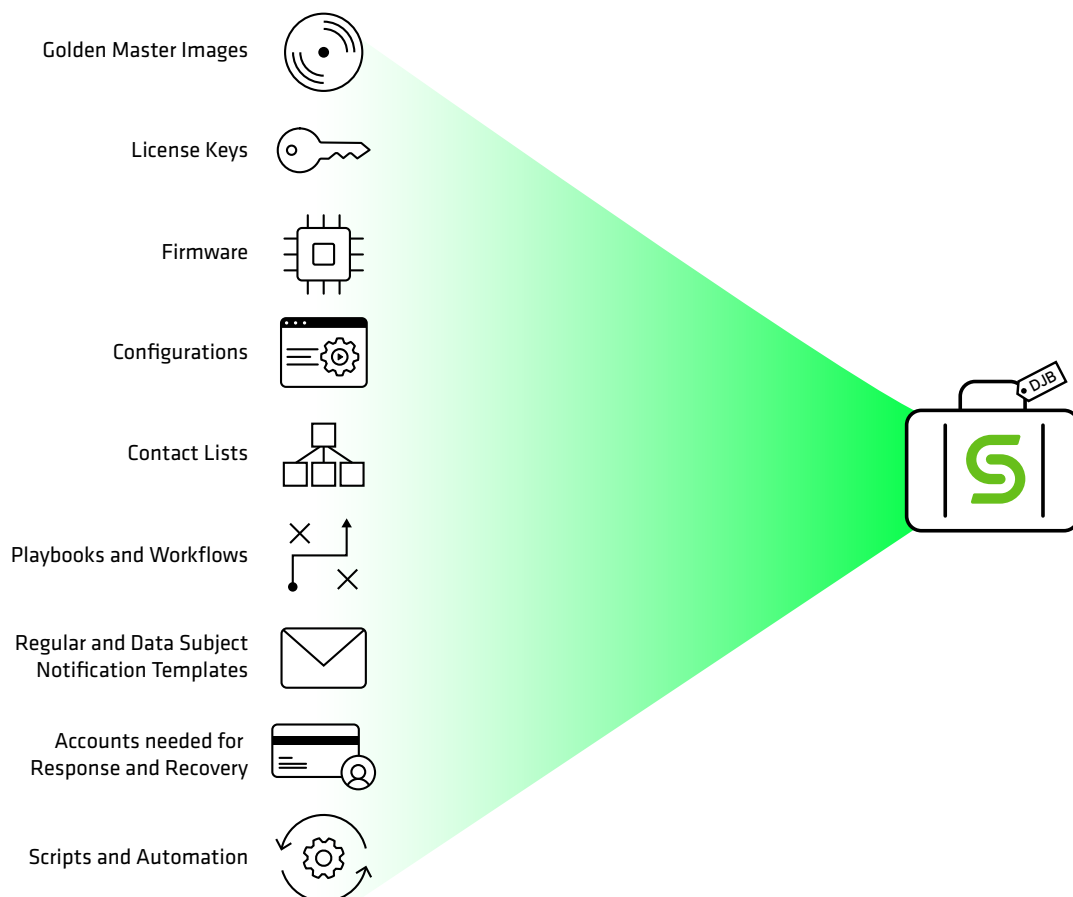 Golden Master Images
License Keys
Firmware
Configurations
DJB
Contact Lists
Playbooks and Workflows
Regular and Data Subject
Notification Templates
Accounts needed for
Response and Recovery
Scripts and Automation